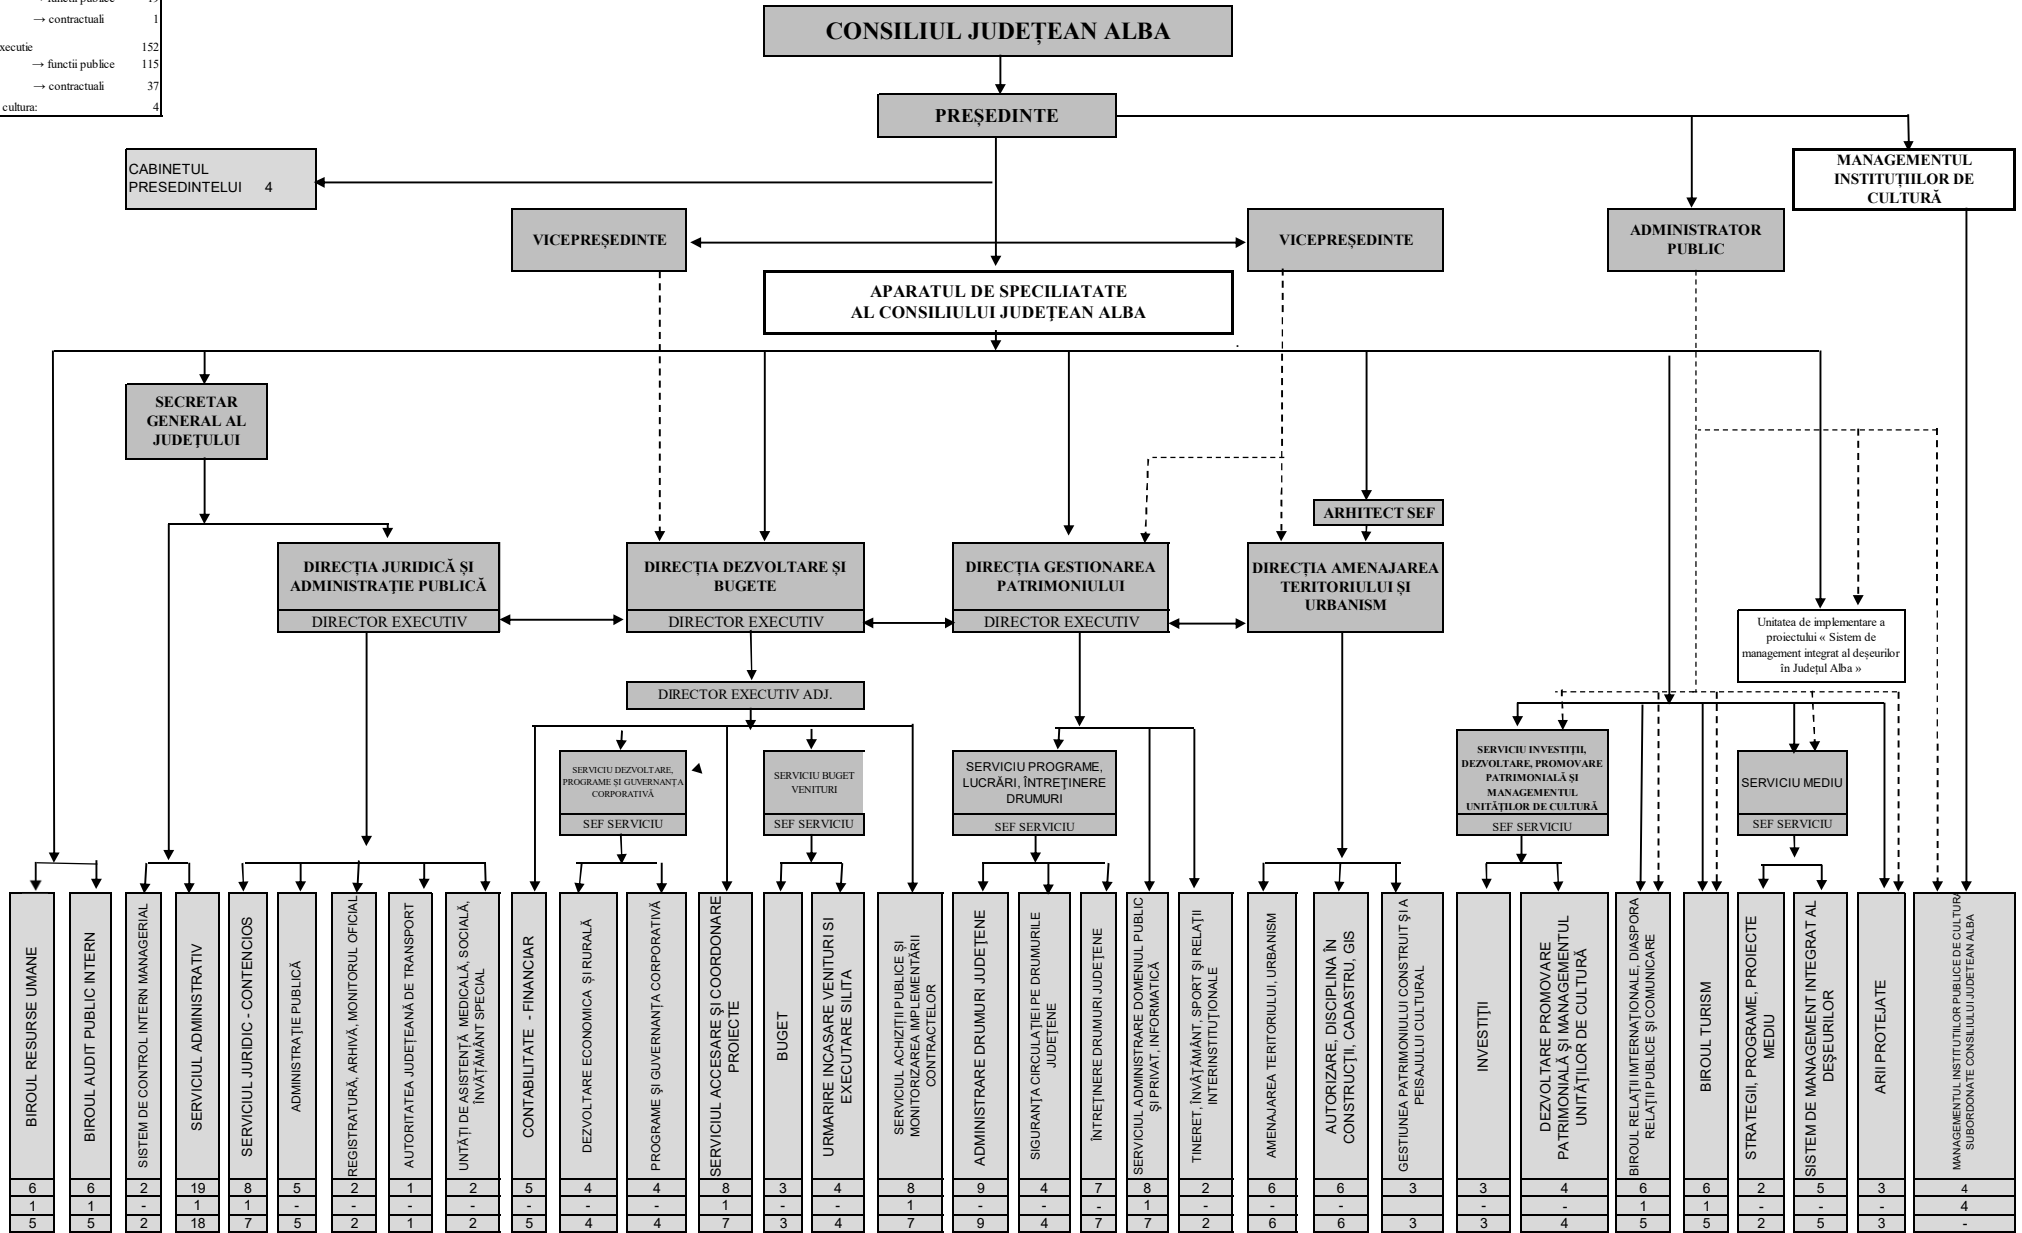 → functii publice 19
→ contractuali 1
152
→ functii publice 115
→ contractuali 37
cultura: 4
CONSILIUL JUDEȚEAN ALBA
PREȘEDINTE
CABINETUL
PRESEDINTELUI 4
MANAGEMENTUL
INSTITUȚIILOR DE
CULTURĂ
VICEPREȘEDINTE
VICEPREȘEDINTE
ADMINISTRATOR
PUBLIC
APARATUL DE SPECILIATATE
AL CONSILIULUI JUDEȚEAN ALBA
SECRETAR
GENERAL AL
JUDEȚULUI
ARHITECT SEF
DIRECȚIA JURIDICĂ ȘI
ADMINISTRAȚIE PUBLICĂ
DIRECTOR EXECUTIV
DIRECȚIA DEZVOLTARE ȘI
BUGETE
DIRECTOR EXECUTIV
DIRECȚIA GESTIONAREA
PATRIMONIULUI
DIRECTOR EXECUTIV
DIRECȚIA AMENAJAREA
TERITORIULUI ȘI
URBANISM
Unitatea de implementare a
proiectului « Sistem de
management integrat al deșeurilor
în Județul Alba »
DIRECTOR EXECUTIV ADJ.
SERVICIU DEZVOLTARE,
PROGRAME ȘI GUVERNANȚA
CORPORATIVĂ
SEF SERVICIU
SERVICIU BUGET
VENITURI
SEF SERVICIU
SERVICIU PROGRAME,
LUCRĂRI, ÎNTREȚINERE
DRUMURI
SEF SERVICIU
SERVICIU INVESTIȚII,
DEZVOLTARE, PROMOVARE
PATRIMONIALĂ ȘI
MANAGEMENTUL
UNITĂȚILOR DE CULTURĂ
SEF SERVICIU
SERVICIU MEDIU
SEF SERVICIU
BIROUL RESURSE UMANE
BIROUL AUDIT PUBLIC INTERN
SISTEM DE CONTROL INTERN MANAGERIAL
SERVICIUL ADMINISTRATIV
SERVICIUL JURIDIC - CONTENCIOS
ADMINISTRAȚIE PUBLICĂ
REGISTRATURĂ, ARHIVĂ, MONITORUL OFICIAL
AUTORITATEA JUDEȚEANĂ DE TRANSPORT
UNTĂȚI DE ASISTENȚĂ MEDICALĂ, SOCIALĂ,
ÎNVĂȚĂMÂNT SPECIAL
CONTABILITATE - FINANCIAR
DEZVOLTARE ECONOMICA ȘI RURALĂ
PROGRAME ȘI GUVERNANȚA CORPORATIVĂ
SERVICIUL ACCESARE ȘI COORDONARE
PROIECTE
BUGET
URMARIRE INCASARE VENITURI SI
EXECUTARE SILITA
SERVICIUL ACHIZIȚII PUBLICE ȘI
MONITORIZAREA IMPLEMENTĂRII
CONTRACTELOR
ADMINISTRARE DRUMURI JUDEȚENE
SIGURANȚA CIRCULAȚIEI PE DRUMURILE
JUDEȚENE
ÎNTREȚINERE DRUMURI JUDEȚENE
SERVICIUL ADMINISTRARE DOMENIUL PUBLIC
ȘI PRIVAT, INFORMATICĂ
TINERET, ÎNVĂȚĂMÂNT, SPORT ȘI RELAȚII
INTERINSTITUȚIONALE
AMENAJAREA TERITORIULUI, URBANISM
AUTORIZARE, DISCIPLINA ÎN
CONSTRUCȚII, CADASTRU, GIS
GESTIUNEA PATRIMONIULUI CONSTRUIT ȘI A
PEISAJULUI CULTURAL
INVESTIȚII
DEZVOLTARE PROMOVARE
PATRIMONIALĂ ȘI MANAGEMENTUL
UNITĂȚILOR DE CULTURĂ
BIROUL RELAȚII IMTERNAȚIONALE, DIASPORA
RELAȚII PUBLICE ȘI COMUNICARE
BIROUL TURISM
STRATEGII, PROGRAME, PROIECTE
MEDIU
SISTEM DE MANAGEMENT INTEGRAT AL
DEȘEURILOR
ARII PROTEJATE
MANAGEMENTUL INSTITUTIILOR PUBLICE DE CULTURA
SUBORDONATE CONSILIULUI JUDETEAN ALBA
6 6 2 19 8 5 2 1 2 5 4 4 8 3 4 8 9 4 7 8 2 6 6 3 3 4 6 6 2 5 3 4
1 1 - 1 1 - - - - - - - 1 - - 1 - - - 1 - - - - - 1 1 - - - 4
5 5 2 18 7 5 2 1 2 5 4 4 7 3 4 7 9 4 7 7 2 6 6 3 3 4 5 5 2 5 3 -